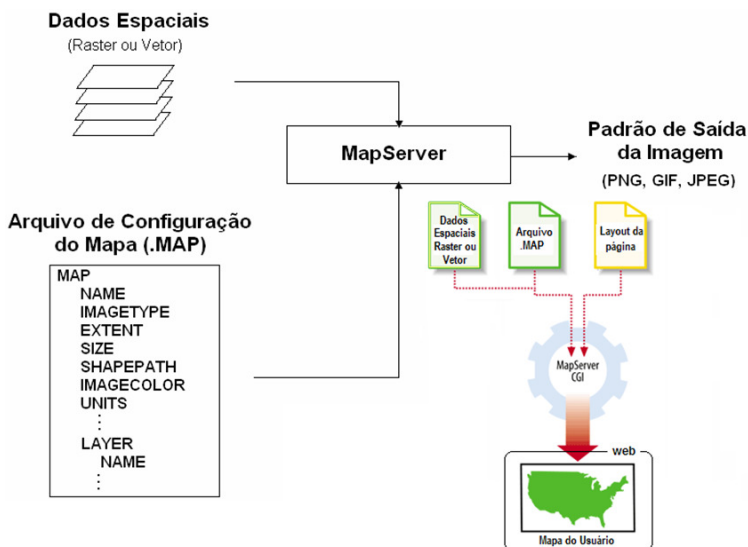 Dados Espaciais
(Raster ou Vetor)
MapServer
Padrão de Saída
da Imagem
(PNG, GIF, JPEG)
Arquivo de Configuração
do Mapa (.MAP)
MAP
NAME
IMAGETYPE
EXTENT
SIZE
SHAPEPATH
IMAGECOLOR
UNITS
⋮
LAYER
NAME
⋮
Dados
Espaciais
Raster ou
Vetor
Arquivo
.MAP
Layout da
página
MapServer
CGI
web
Mapa do Usuário